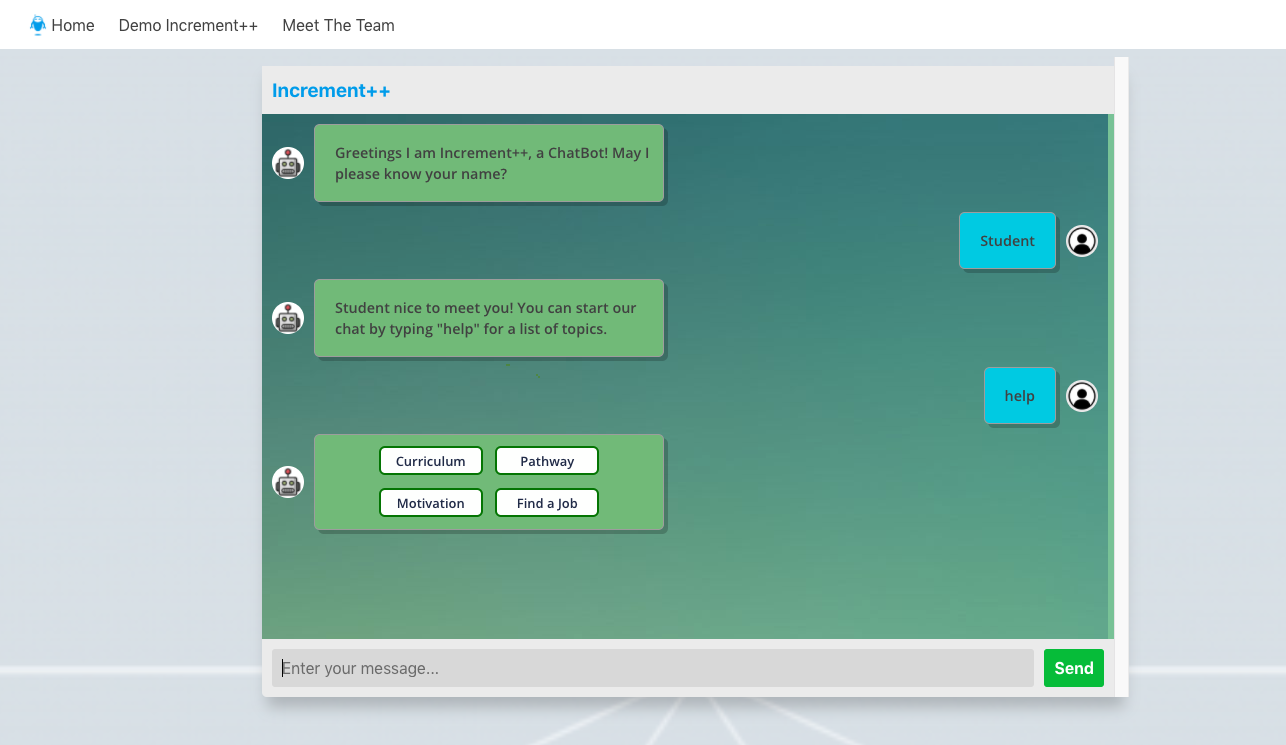 Home Demo Increment++ Meet The Team
Increment++
Greetings I am Increment++, a ChatBot! May I
please know your name?
Student
Student nice to meet you! You can start our
chat by typing "help" for a list of topics.
help
Curriculum Pathway
Motivation Find a Job
Enter your message... Send